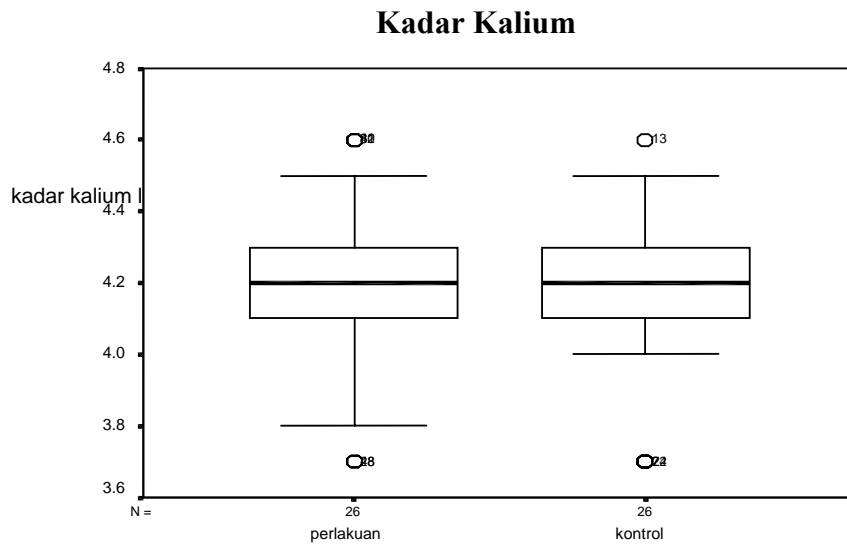 Kadar Kalium
4.8
4.6
13
kadar kalium l
4.4
4.2
4.0
3.8
3.6
N =
26
26
perlakuan
kontrol